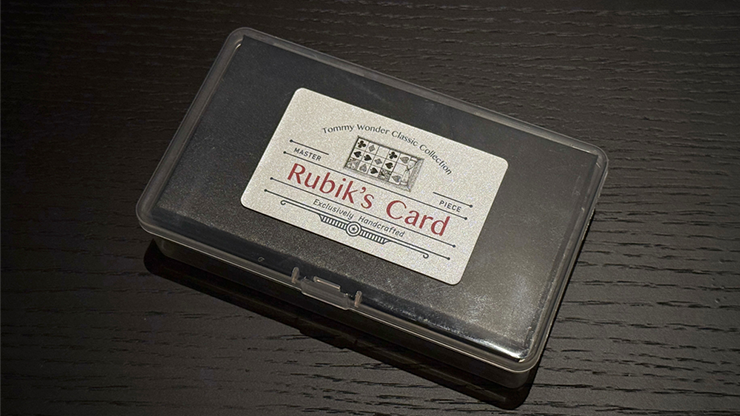 Tommy Wonder Classic Collection
MASTER
PIECE
Rubik's Card
Exclusively Handcrafted